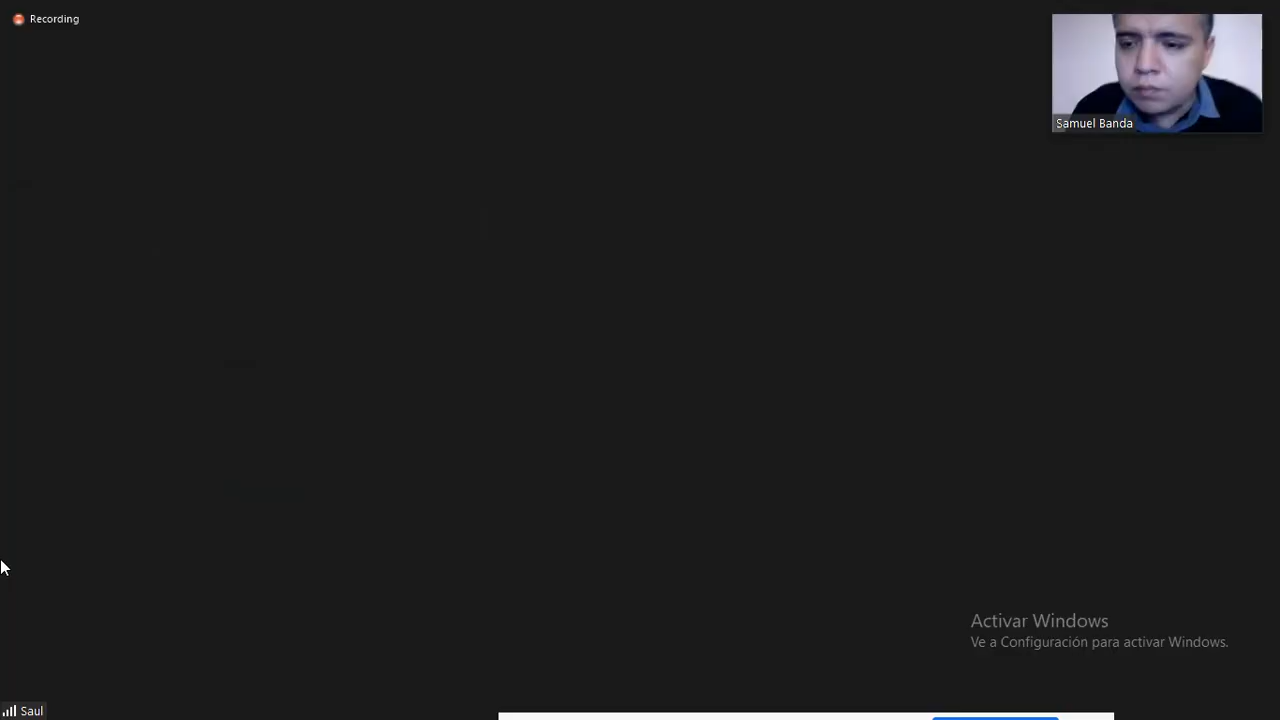 Recording
Samuel Banda
Activar Windows
Ve a Configuración para activar Windows.
Saul